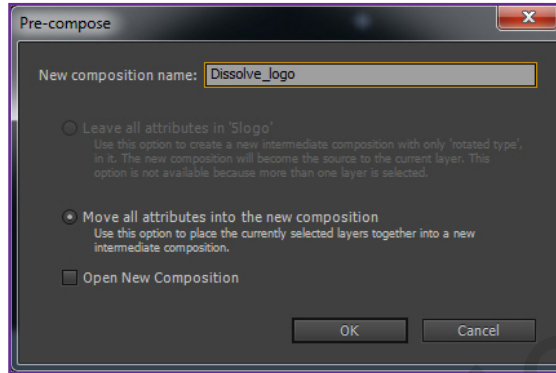 Pre-compose
New composition name: Dissolve_logo
Leave all attributes in '5logo'
Use this option to create a new intermediate composition with only 'rotated type',
in it. The new composition will become the source to the current layer. This
option is not available because more than one layer is selected.
Move all attributes into the new composition
Use this option to place the currently selected layers together into a new
intermediate composition.
Open New Composition
OK Cancel